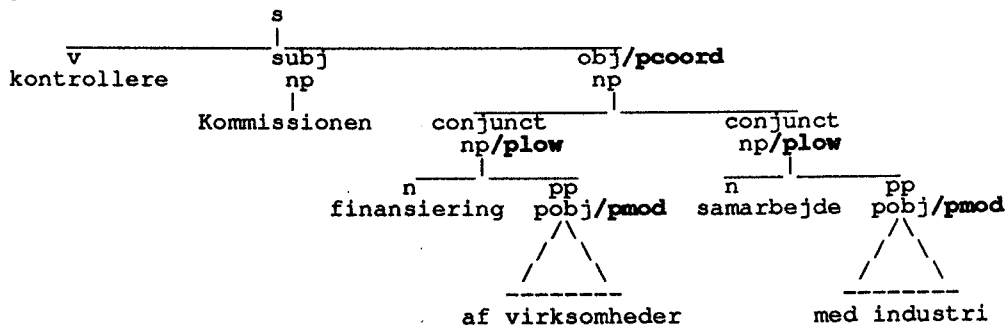 s
v subj obj/pcoord
kontrollere np np
Kommissionen conjunct conjunct
np/plow np/plow
n pp n pp
finansiering pobj/pmod samarbejde pobj/pmod
af virksomheder med industri